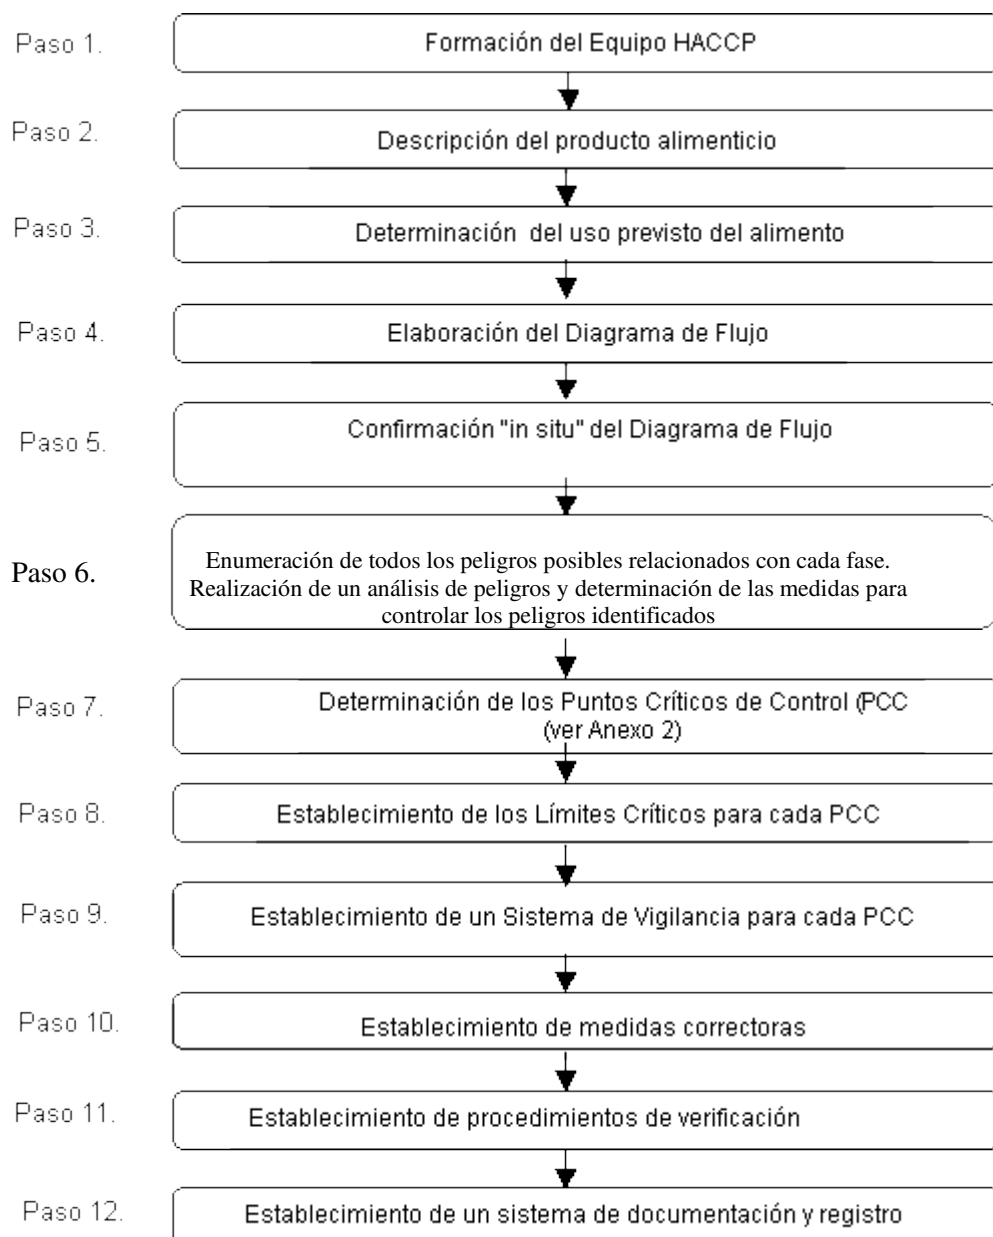 Paso 1.
Formación del Equipo HACCP
Paso 2.
Descripción del producto alimenticio
Paso 3.
Determinación del uso previsto del alimento
Paso 4.
Elaboración del Diagrama de Flujo
Paso 5.
Confirmación "in situ" del Diagrama de Flujo
Paso 6.
Enumeración de todos los peligros posibles relacionados con cada fase.
Realización de un análisis de peligros y determinación de las medidas para
controlar los peligros identificados
Paso 7.
Determinación de los Puntos Críticos de Control (PCC
(ver Anexo 2)
Paso 8.
Establecimiento de los Límites Críticos para cada PCC
Paso 9.
Establecimiento de un Sistema de Vigilancia para cada PCC
Paso 10.
Establecimiento de medidas correctoras
Paso 11.
Establecimiento de procedimientos de verificación
Paso 12.
Establecimiento de un sistema de documentación y registro